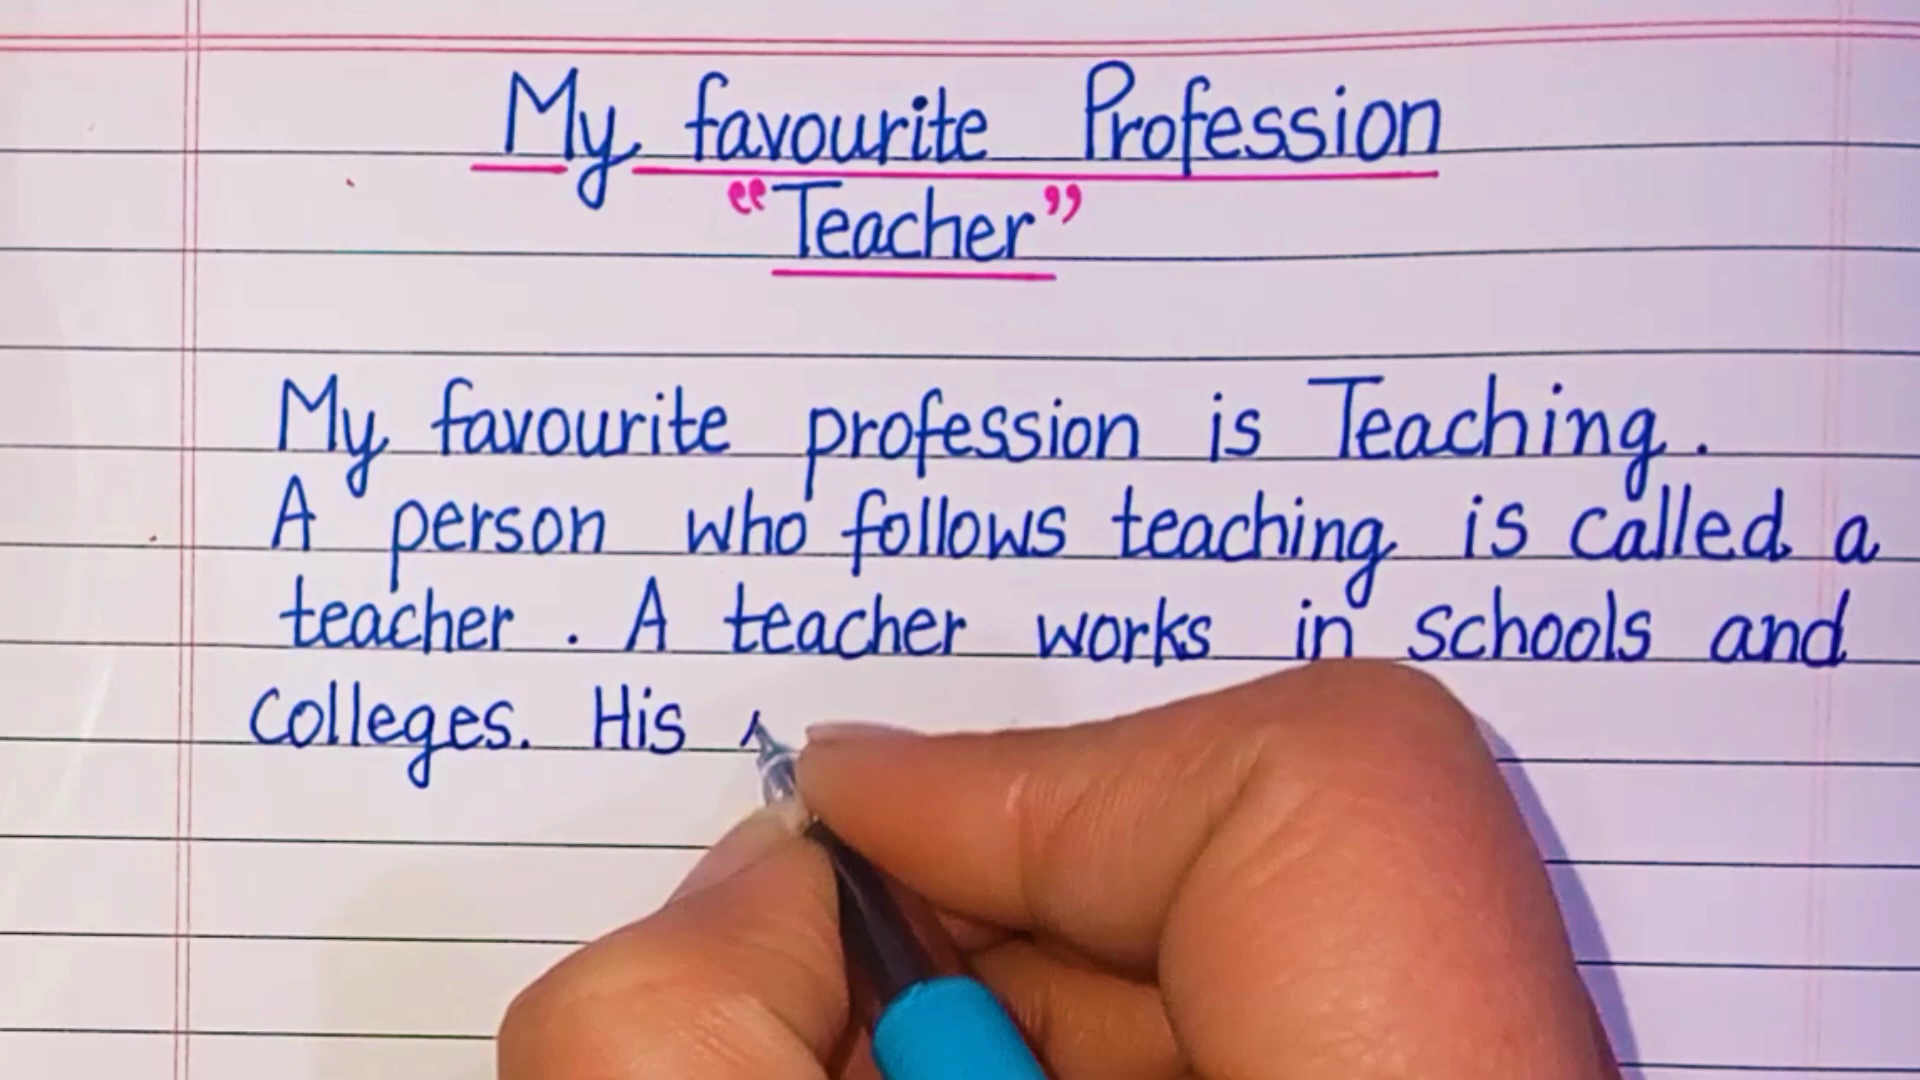 My favourite Profession
"Teacher"
My favourite profession is Teaching.
A person who follows teaching is called a
teacher. A teacher works in schools and
colleges. His